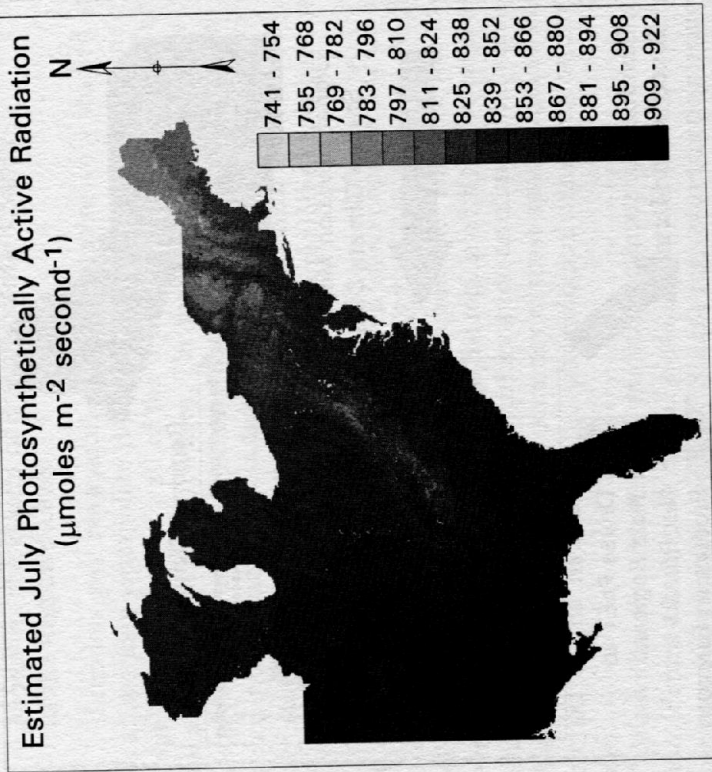 Estimated July Photosynthetically Active Radiation
(μmoles m-2 second-1)
N
741 - 754
755 - 768
769 - 782
783 - 796
797 - 810
811 - 824
825 - 838
839 - 852
853 - 866
867 - 880
881 - 894
895 - 908
909 - 922